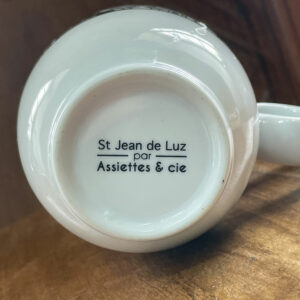 St Jean de Luz
par
Assiettes & cie